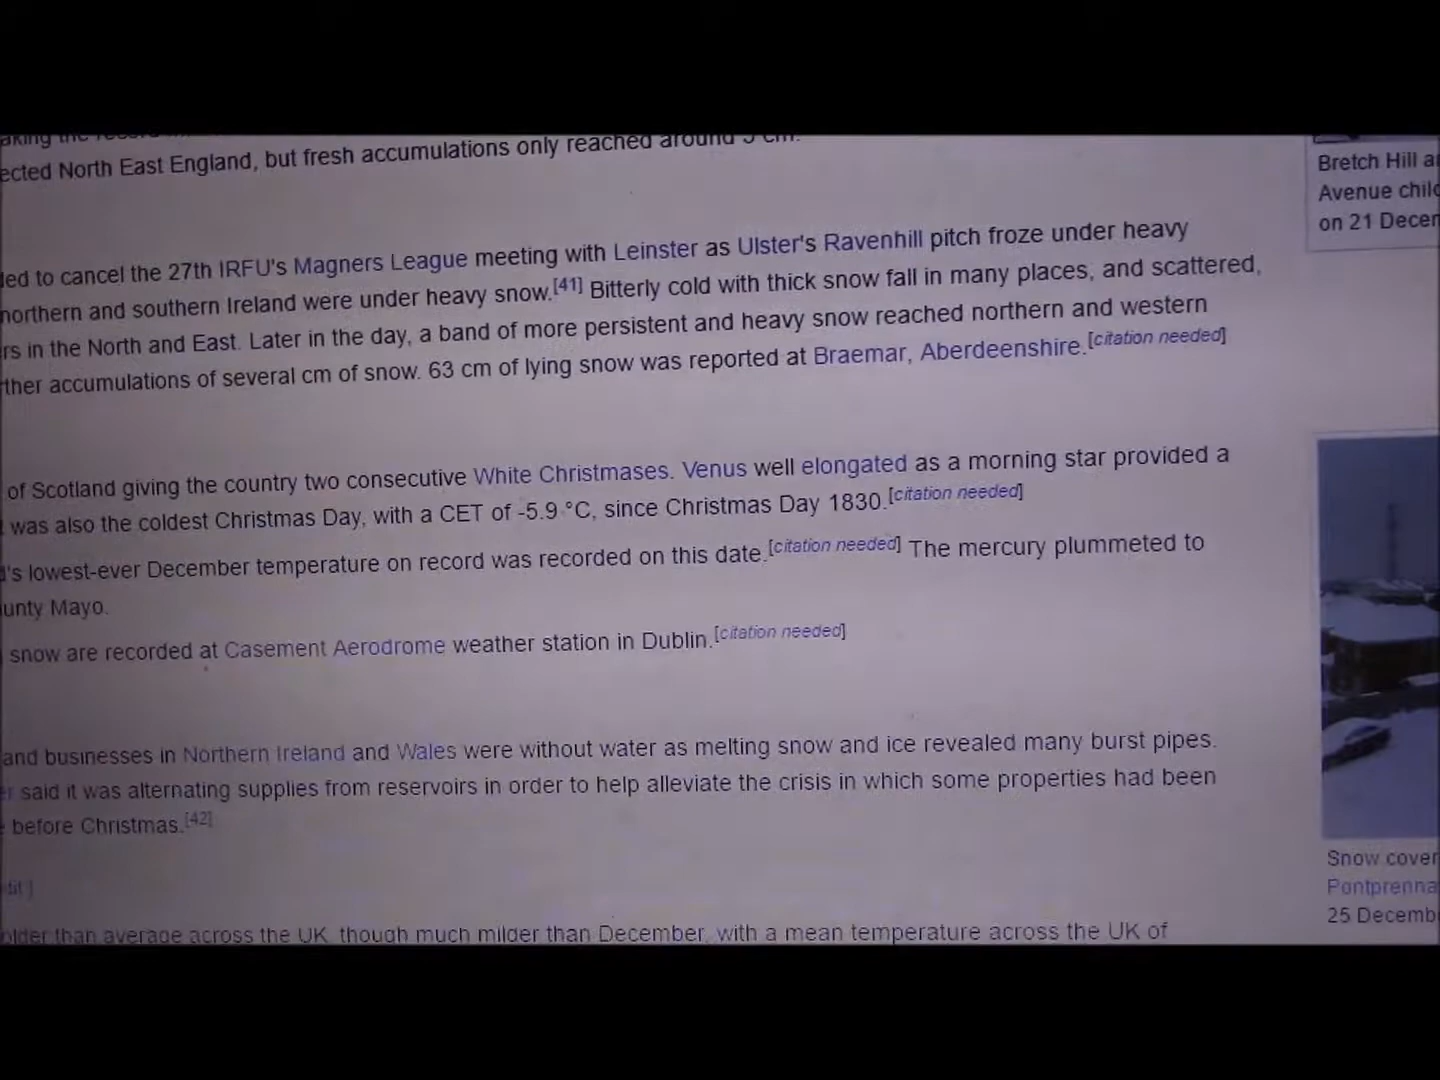 North East England, but fresh accumulations only reached around 5 cm.
to cancel the 27th IRFU's Magners League meeting with Leinster as Ulster's Ravenhill pitch froze under heavy
northern and southern Ireland were under heavy snow.[41] Bitterly cold with thick snow fall in many places, and scattered,
in the North and East. Later in the day, a band of more persistent and heavy snow reached northern and western
accumulations of several cm of snow. 63 cm of lying snow was reported at Braemar, Aberdeenshire.[citation needed]
of Scotland giving the country two consecutive White Christmases. Venus well elongated as a morning star provided a
was also the coldest Christmas Day, with a CET of -5.9 °C, since Christmas Day 1830.[citation needed]
's lowest-ever December temperature on record was recorded on this date.[citation needed] The mercury plummeted to
unty Mayo.
snow are recorded at Casement Aerodrome weather station in Dublin.[citation needed]
and businesses in Northern Ireland and Wales were without water as melting snow and ice revealed many burst pipes.
said it was alternating supplies from reservoirs in order to help alleviate the crisis in which some properties had been
before Christmas.[42]
dit ]
older than average across the UK, though much milder than December, with a mean temperature across the UK of
Bretch Hill a
Avenue chil
on 21 Decem
Snow cover
Pontprenna
25 Decemb